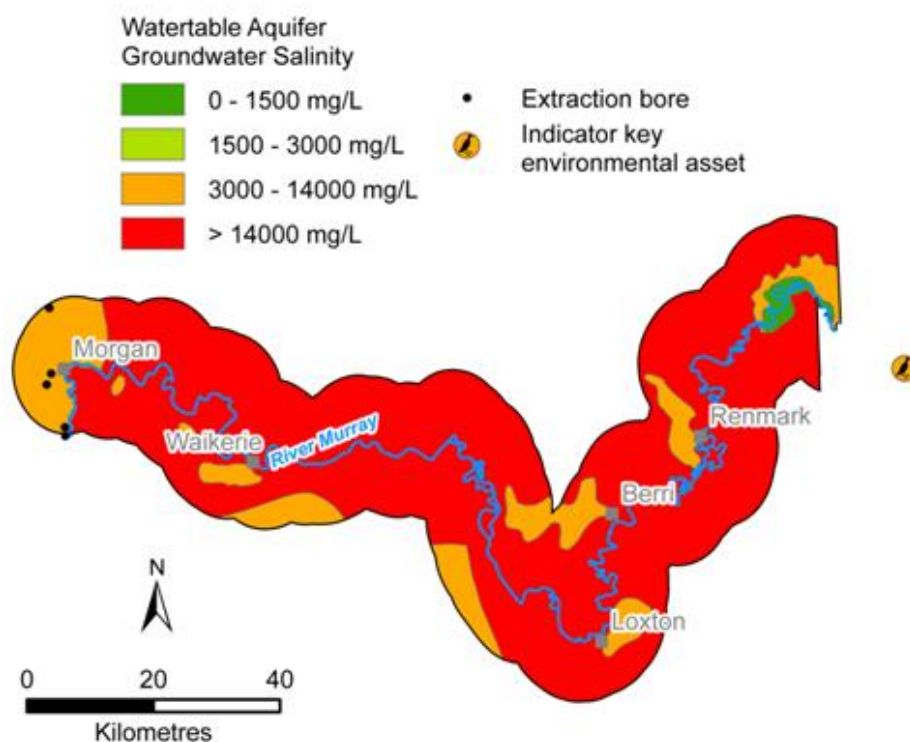 Watertable Aquifer
Groundwater Salinity
0 - 1500 mg/L
1500 - 3000 mg/L
3000 - 14000 mg/L
> 14000 mg/L
Extraction bore
Indicator key
environmental asset
Morgan
Waikerie
River Murray
Renmark
Berri
Loxton
N
0 20 40
Kilometres